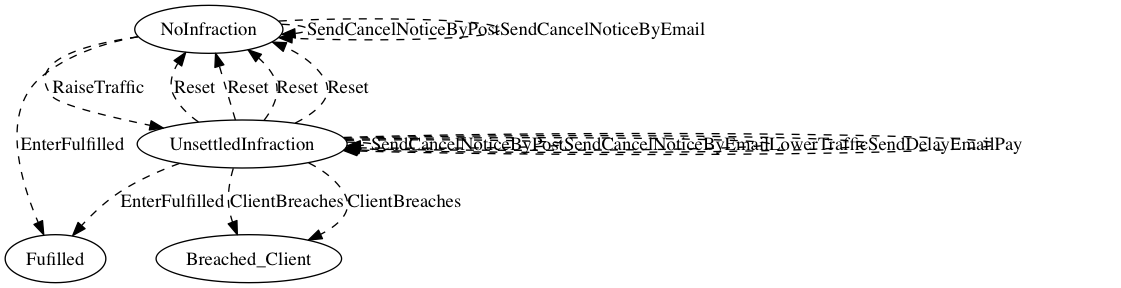 NoInfraction
SendCancelNoticeByPostSendCancelNoticeByEmail
RaiseTraffic
Reset
Reset
Reset
Reset
EnterFulfilled
UnsettledInfraction
SendCancelNoticeByPostSendCancelNoticeByEmailLowerTrafficSendDelayEmailPay
EnterFulfilled
ClientBreaches
ClientBreaches
Fufilled
Breached_Client